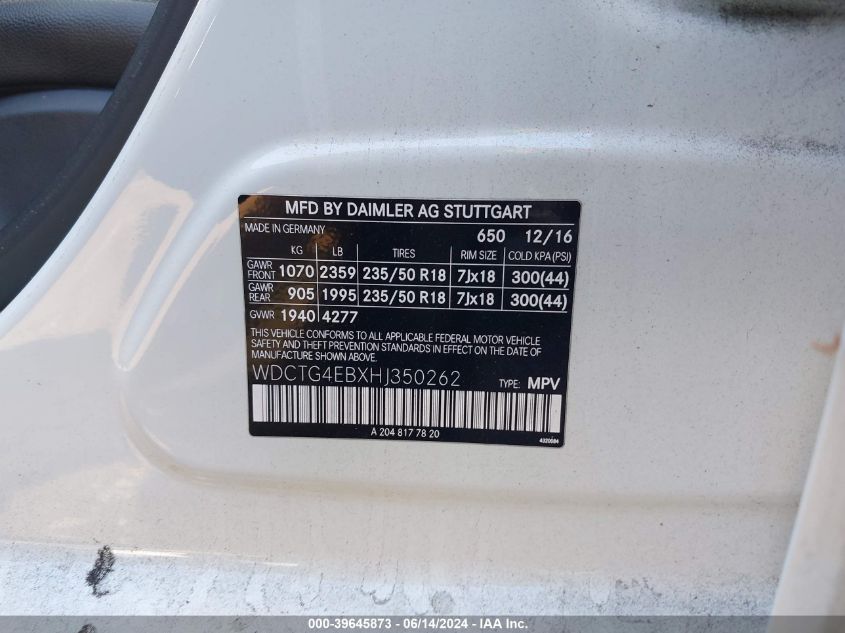 MFD BY DAIMLER AG STUTTGART
MADE IN GERMANY 650 12/16
KG LB TIRES RIM SIZE COLD KPA (PSI)
GAWR FRONT 1070 2359 235/50 R18 7Jx18 300(44)
GAWR REAR 905 1995 235/50 R18 7Jx18 300(44)
GVWR 1940 4277
THIS VEHICLE CONFORMS TO ALL APPLICABLE FEDERAL MOTOR VEHICLE
SAFETY AND THEFT PREVENTION STANDARDS IN EFFECT ON THE DATE
OF MANUFACTURE SHOWN ABOVE.
WDCTG4EBXHJ350262
TYPE: MPV
A 204 817 78 20
4320084
000-39645873 - 06/14/2024 - IAA Inc.